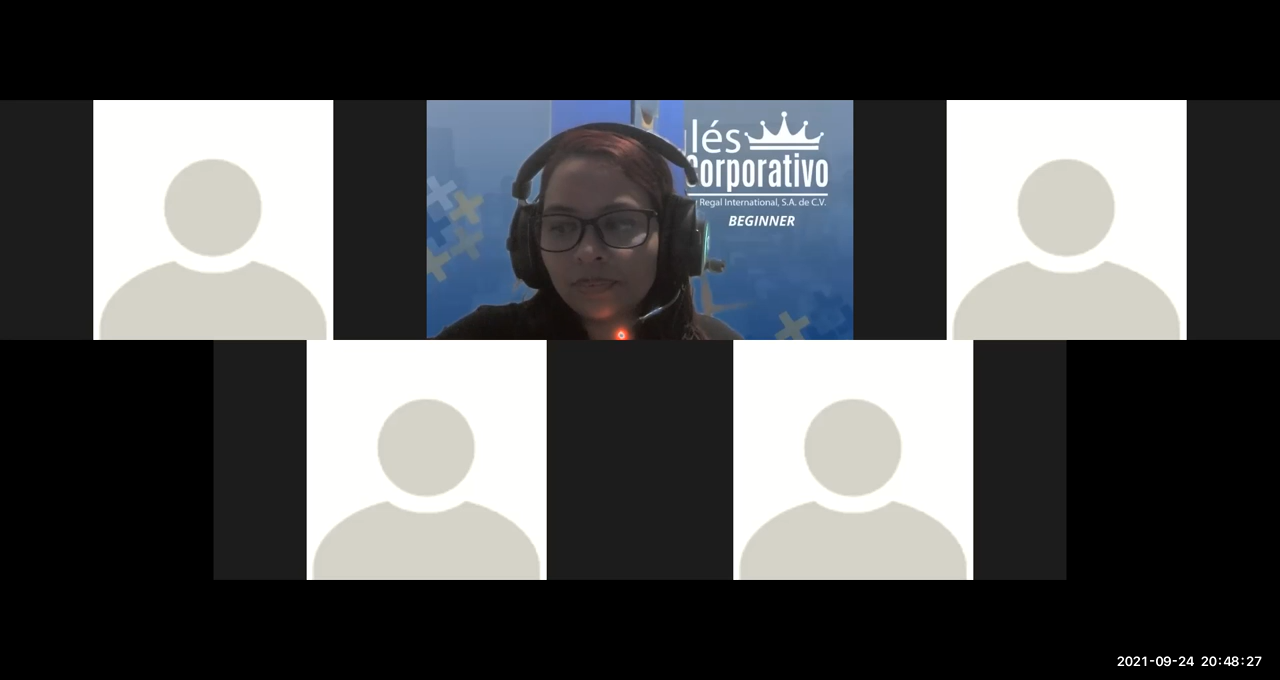 lés
Corporativo
Regal International, S.A. de C.V.
BEGINNER
2021-09-24 20:48:27